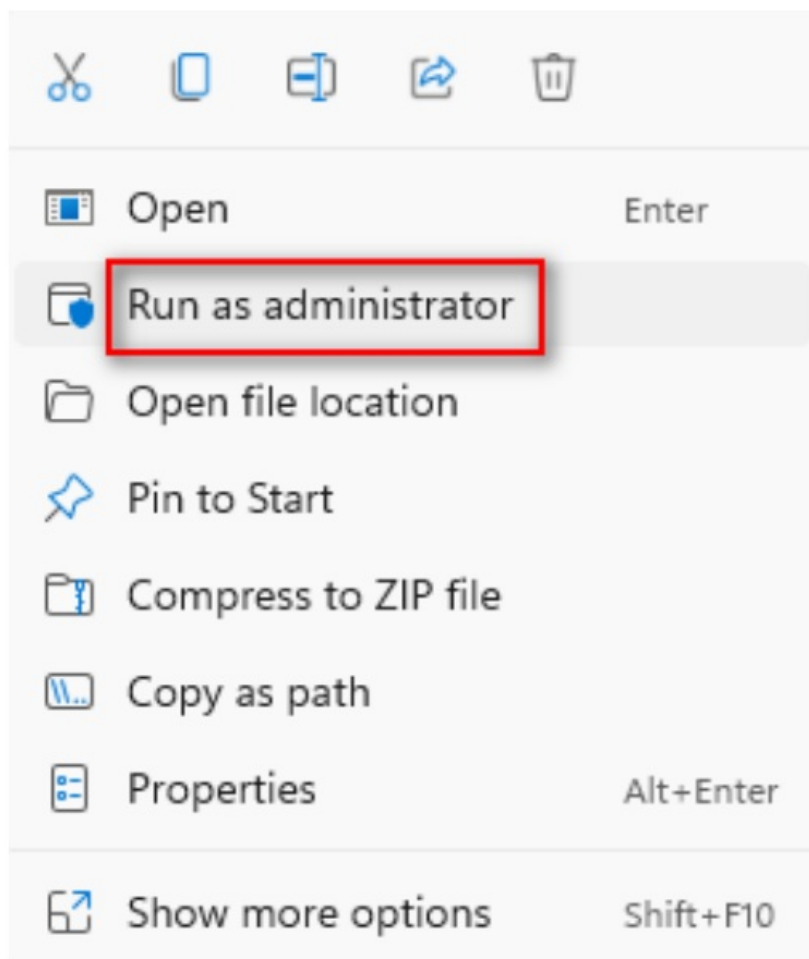 Open Enter
Run as administrator
Open file location
Pin to Start
Compress to ZIP file
Copy as path
Properties Alt+Enter
Show more options Shift+F10